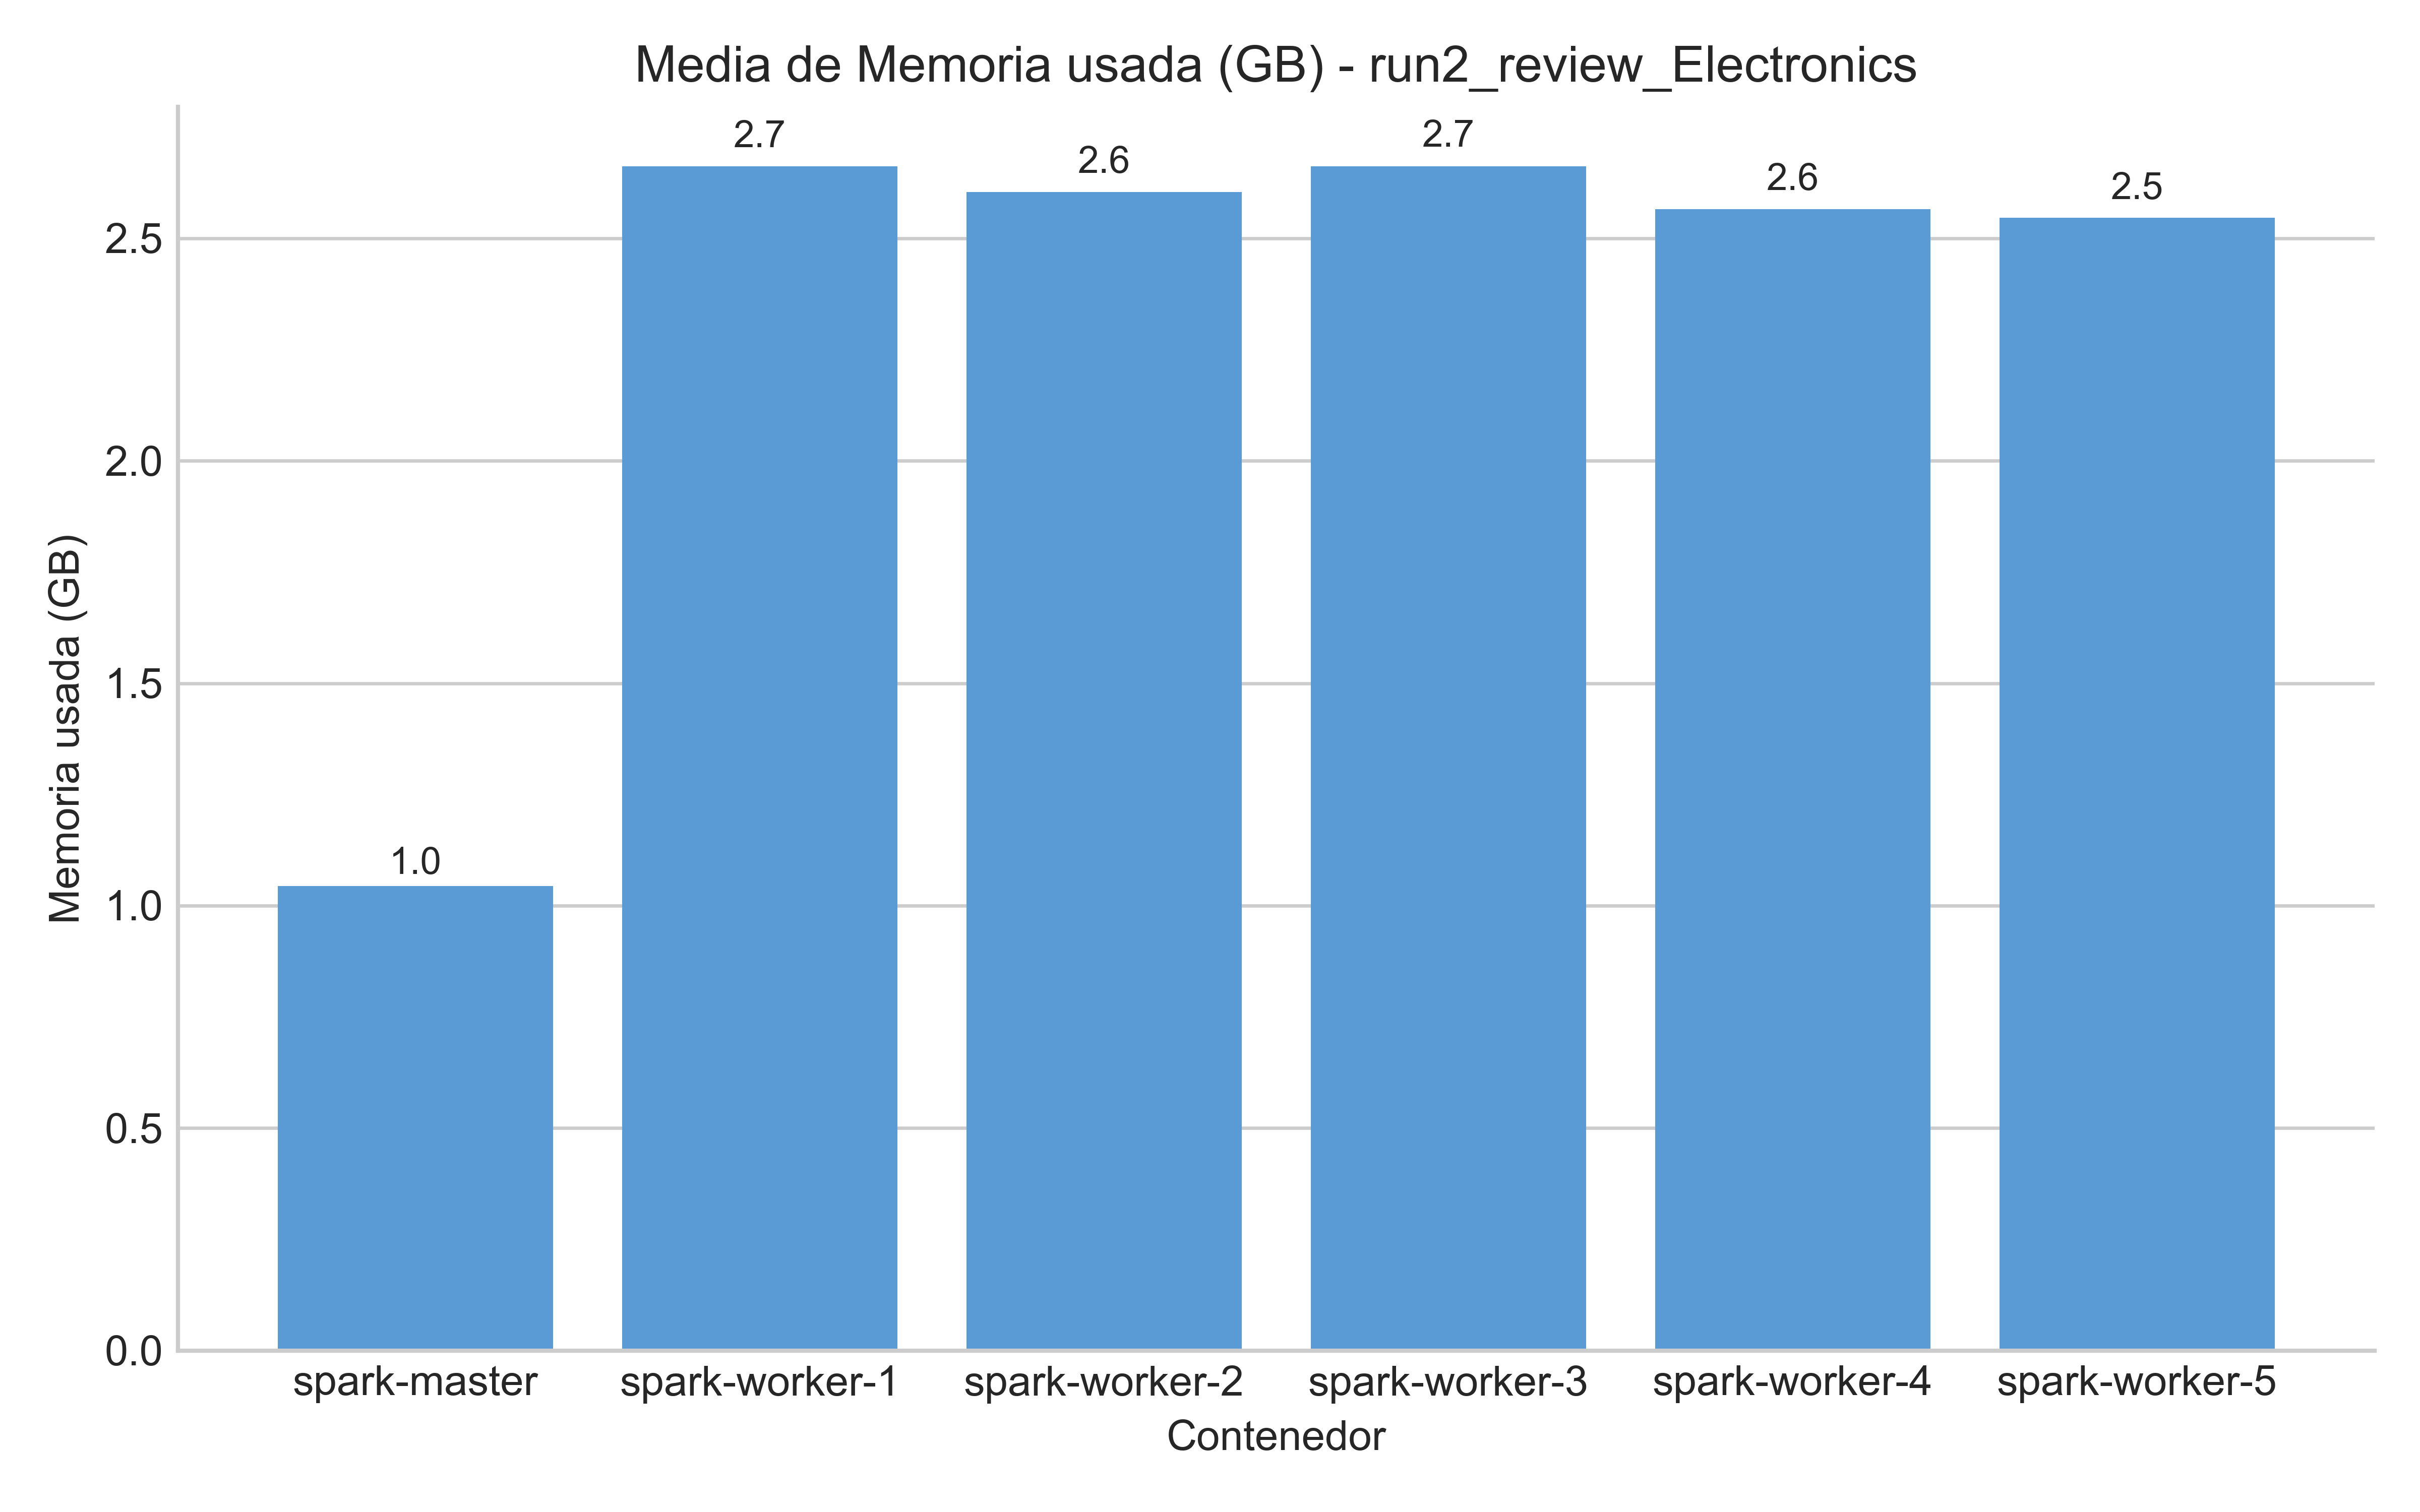 Media de Memoria usada (GB) - run2_review_Electronics
2.7
2.6
2.7
2.6
2.5
1.0
2.5
2.0
1.5
1.0
0.5
0.0
Memoria usada (GB)
spark-master
spark-worker-1
spark-worker-2
spark-worker-3
spark-worker-4
spark-worker-5
Contenedor